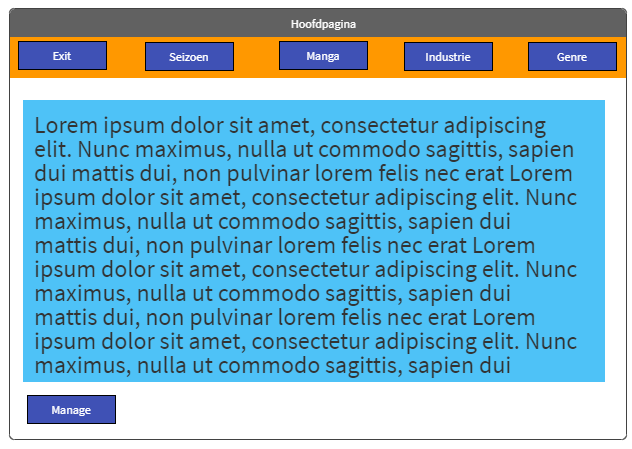 Hoofdpagina
Exit Seizoen Manga Industrie Genre
Lorem ipsum dolor sit amet, consectetur adipiscing
elit. Nunc maximus, nulla ut commodo sagittis, sapien
dui mattis dui, non pulvinar lorem felis nec erat Lorem
ipsum dolor sit amet, consectetur adipiscing elit. Nunc
maximus, nulla ut commodo sagittis, sapien dui
mattis dui, non pulvinar lorem felis nec erat Lorem
ipsum dolor sit amet, consectetur adipiscing elit. Nunc
maximus, nulla ut commodo sagittis, sapien dui
mattis dui, non pulvinar lorem felis nec erat Lorem
ipsum dolor sit amet, consectetur adipiscing elit. Nunc
maximus, nulla ut commodo sagittis, sapien dui
Manage